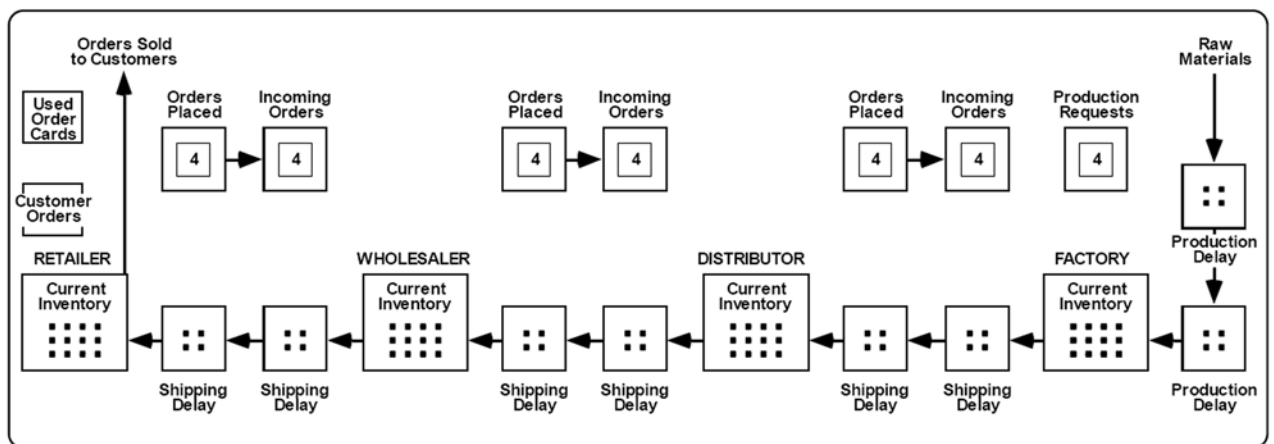 Orders Sold
to Customers
Raw
Materials
Used
Order
Cards
Orders
Placed
Incoming
Orders
Orders
Placed
Incoming
Orders
Orders
Placed
Incoming
Orders
Production
Requests
4
4
4
4
4
4
4
Customer
Orders
Production
Delay
RETAILER
WHOLESALER
DISTRIBUTOR
FACTORY
Current
Inventory
Current
Inventory
Current
Inventory
Current
Inventory
Shipping
Delay
Shipping
Delay
Shipping
Delay
Shipping
Delay
Shipping
Delay
Shipping
Delay
Production
Delay